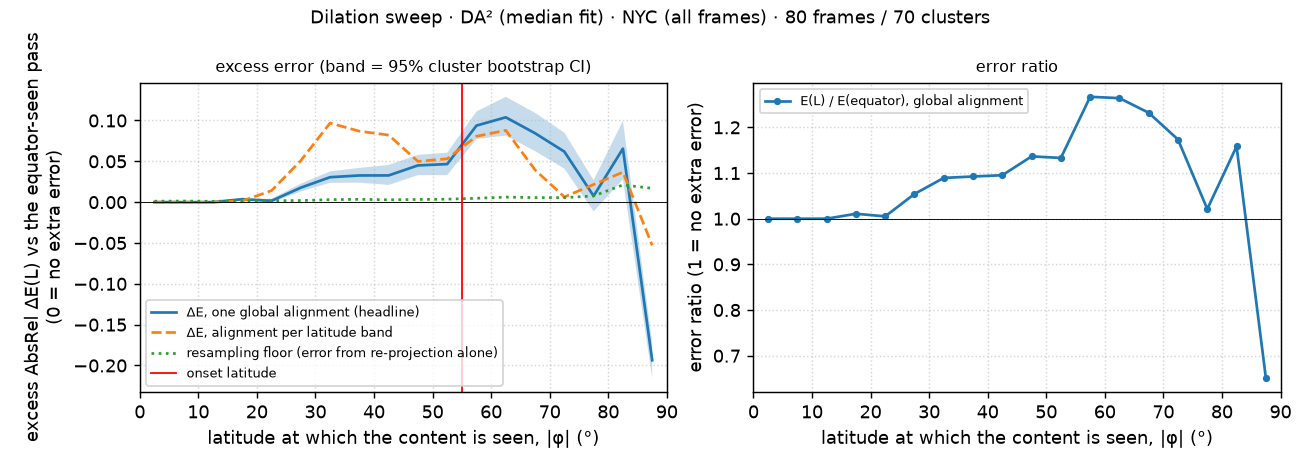 Dilation sweep · DA² (median fit) · NYC (all frames) · 80 frames / 70 clusters
excess error (band = 95% cluster bootstrap CI)
excess AbsRel ΔE(L) vs the equator-seen pass
(0 = no extra error)
0.10
0.05
0.00
−0.05
−0.10
−0.15
−0.20
ΔE, one global alignment (headline)
ΔE, alignment per latitude band
resampling floor (error from re-projection alone)
onset latitude
0 10 20 30 40 50 60 70 80 90
latitude at which the content is seen, |φ| (°)
error ratio
error ratio (1 = no extra error)
E(L) / E(equator), global alignment
1.2
1.1
1.0
0.9
0.8
0.7
0 10 20 30 40 50 60 70 80 90
latitude at which the content is seen, |φ| (°)